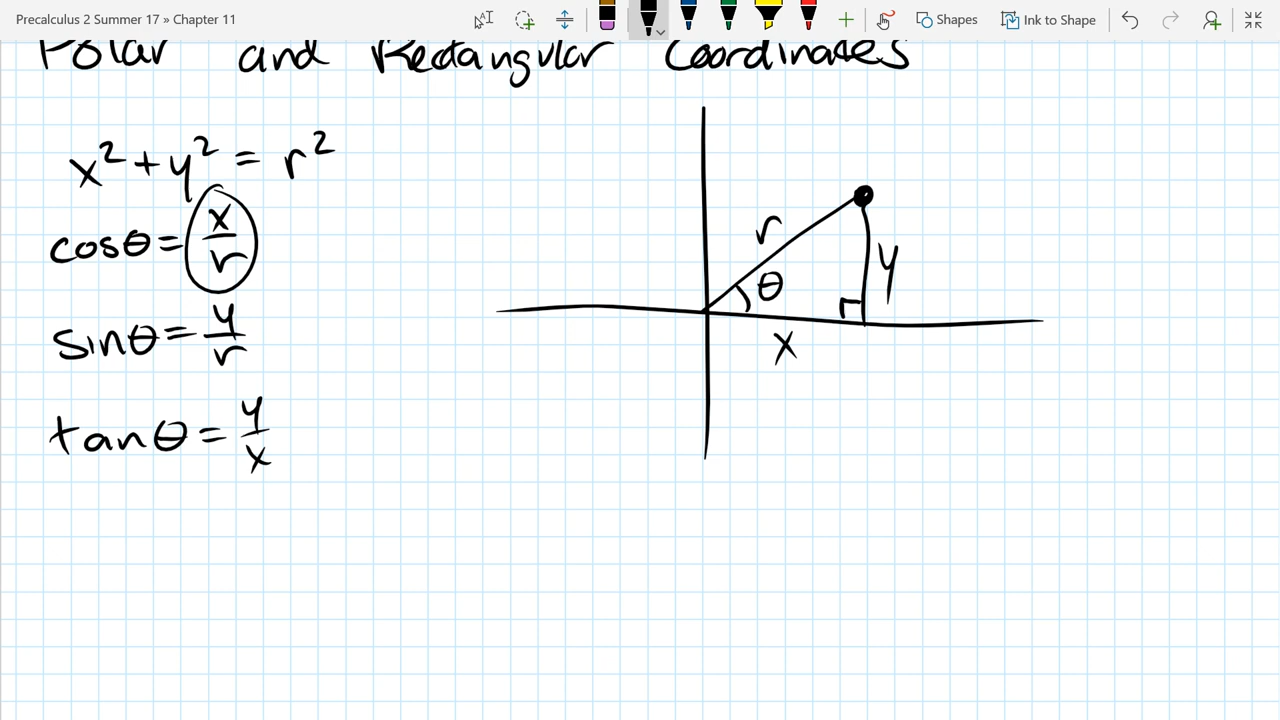 Precalculus 2 Summer 17 » Chapter 11
Shapes
Ink to Shape
Polar and Rectangular Coordinates
x² + y² = r²
cosθ = x/r
sinθ = y/r
tanθ = y/x
r
θ
y
x